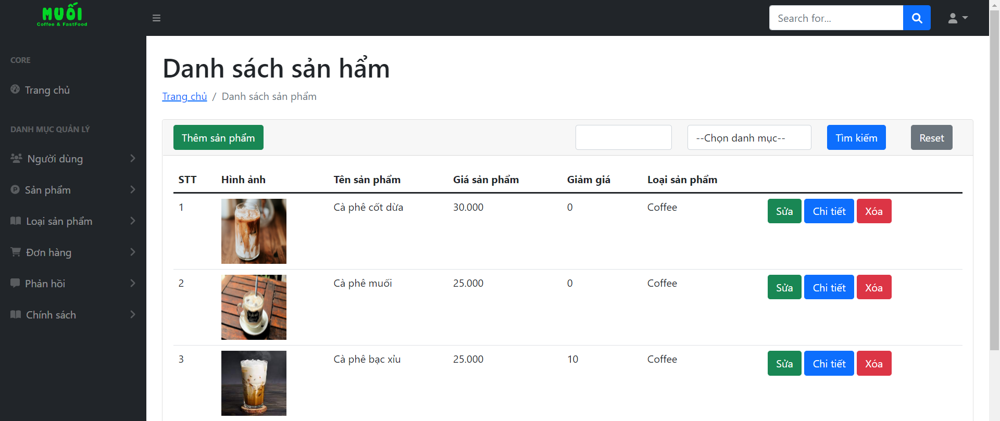 MUỐI
Coffee & FastFood
Search for...
CORE
Trang chủ
DANH MỤC QUẢN LÝ
Người dùng
Sản phẩm
Loại sản phẩm
Đơn hàng
Phản hồi
Chính sách
Danh sách sản hẩm
Trang chủ / Danh sách sản phẩm
Thêm sản phẩm --Chọn danh mục-- Tìm kiếm Reset
STT Hình ảnh Tên sản phẩm Giá sản phẩm Giảm giá Loại sản phẩm
1 Cà phê cốt dừa 30.000 0 Coffee Sửa Chi tiết Xóa
2 Cà phê muối 25.000 0 Coffee Sửa Chi tiết Xóa
3 Cà phê bạc xỉu 25.000 10 Coffee Sửa Chi tiết Xóa